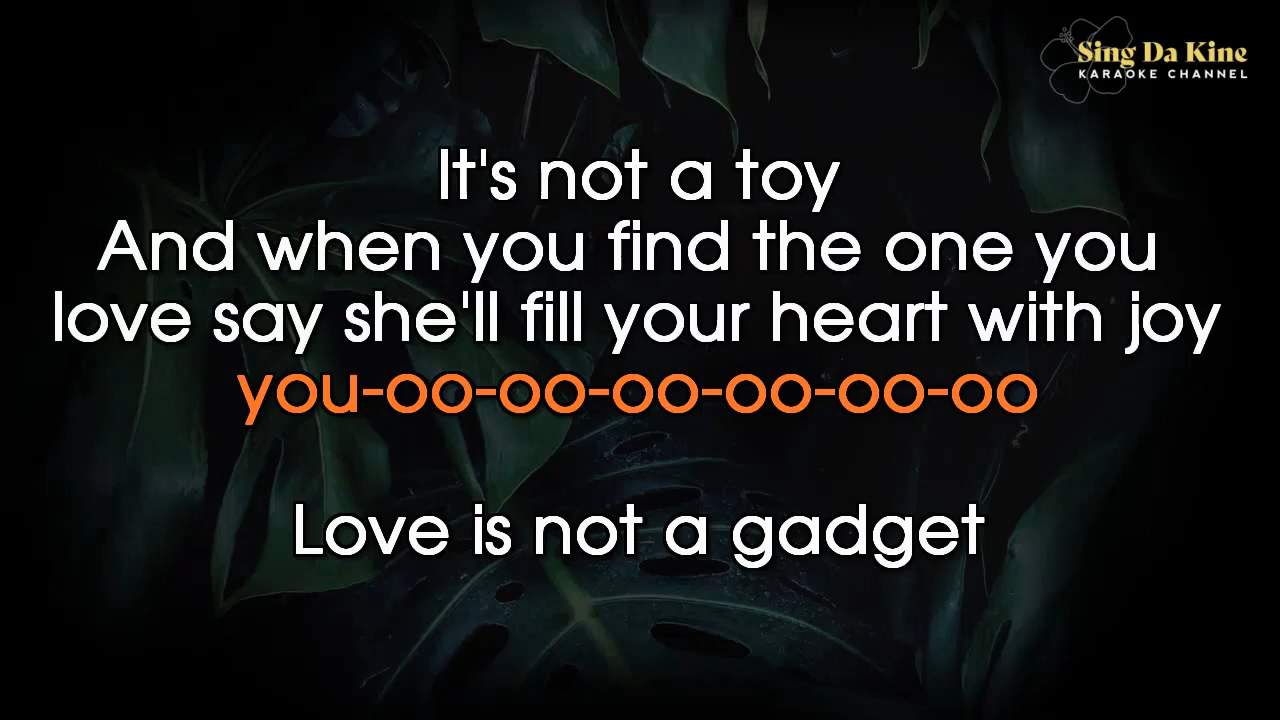 Sing Da Kine
KARAOKE CHANNEL
It's not a toy
And when you find the one you
love say she'll fill your heart with joy
you-oo-oo-oo-oo-oo-oo
Love is not a gadget